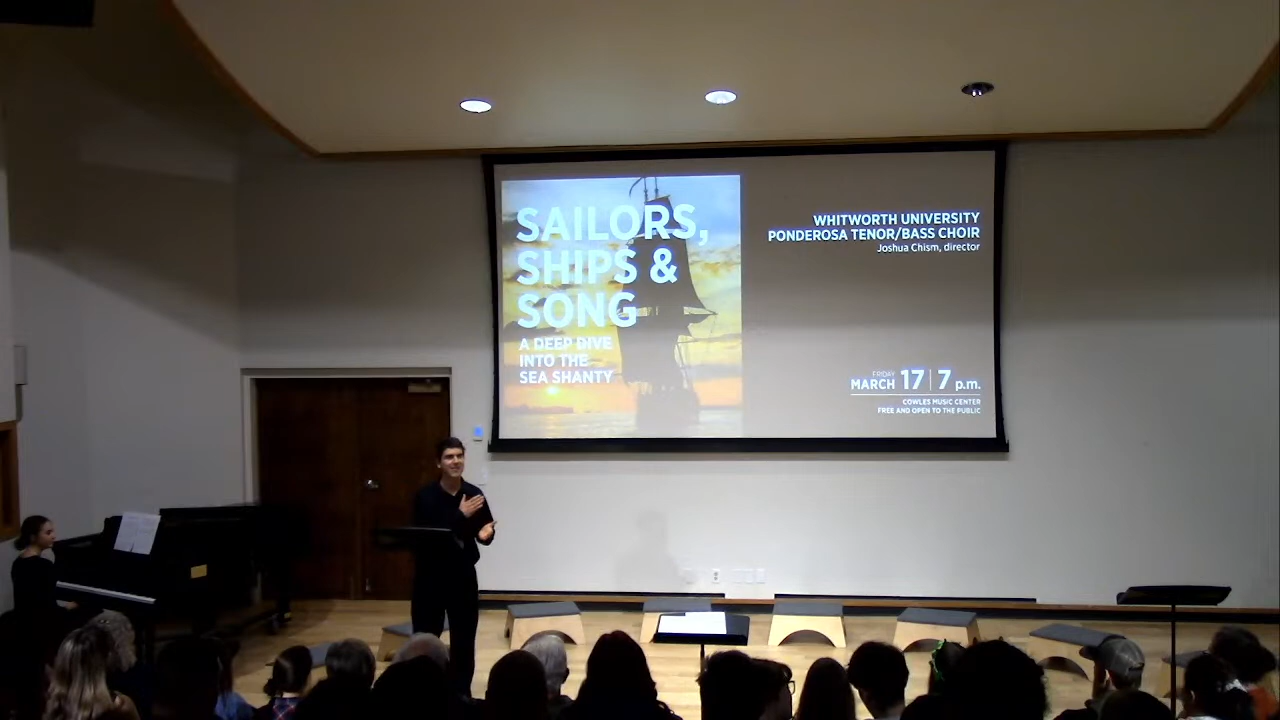 SAILORS,
SHIPS &
SONG
A DEEP DIVE
INTO THE
SEA SHANTY
WHITWORTH UNIVERSITY
PONDEROSA TENOR/BASS CHOIR
Joshua Chism, director
FRIDAY
MARCH 17 | 7 p.m.
COWLES MUSIC CENTER
FREE AND OPEN TO THE PUBLIC